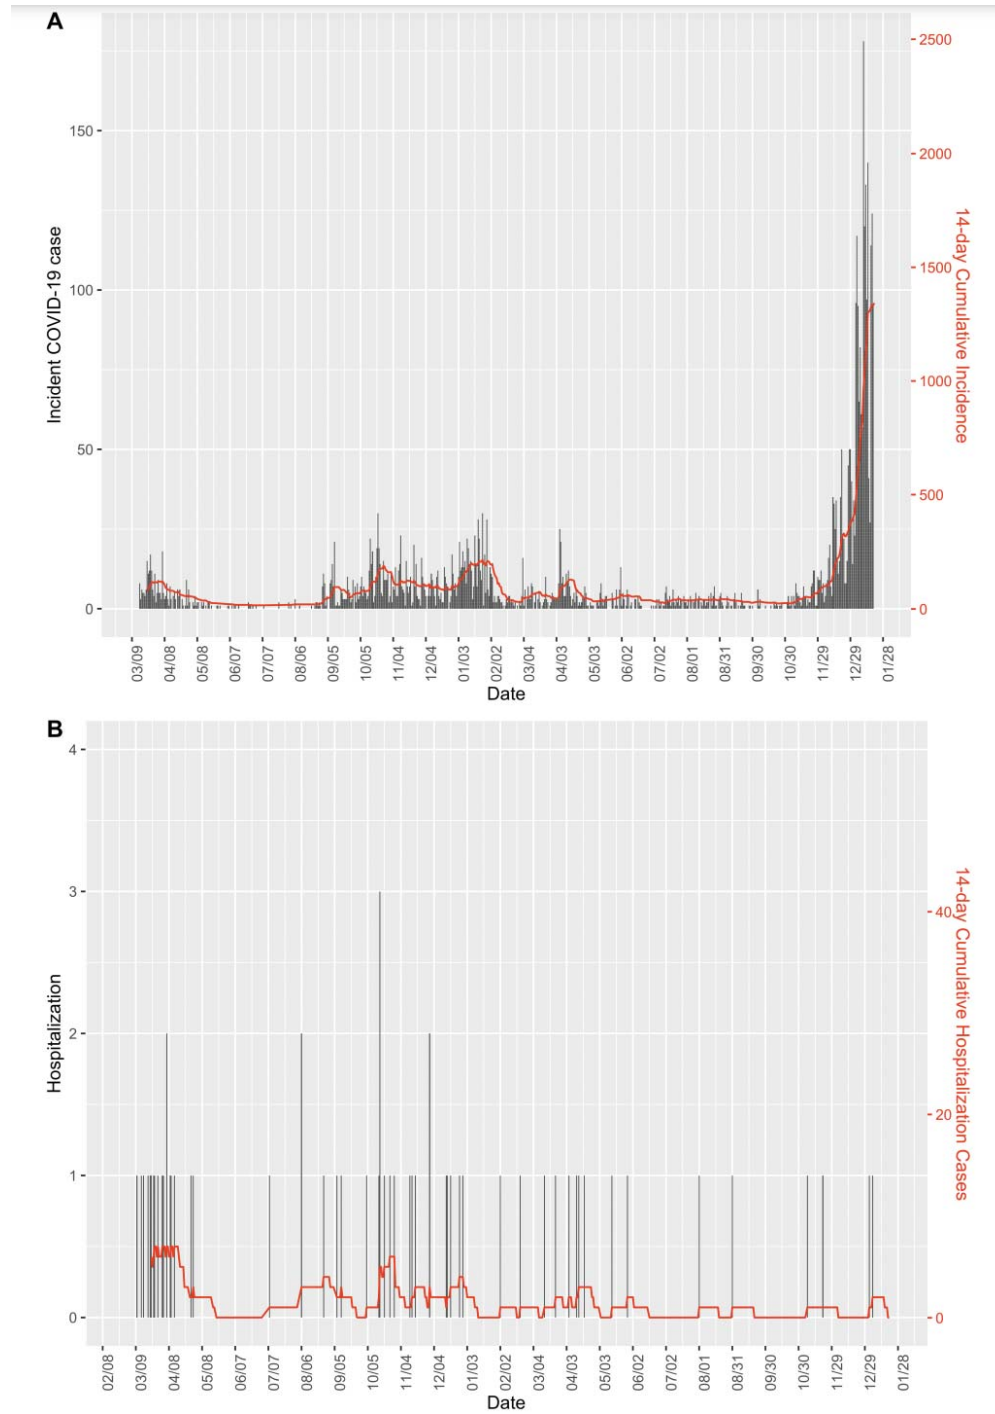 A
Incident COVID-19 case
150
100
50
0
2500
2000
1500
1000
500
0
14-day Cumulative Incidence
03/09 04/08 05/08 06/07 07/07 08/06 09/05 10/05 11/04 12/04 01/03 02/02 03/04 04/03 05/03 06/02 07/02 08/01 08/31 09/30 10/30 11/29 12/29 01/28
Date
B
Hospitalization
4
3
2
1
0
40
20
0
14-day Cumulative Hospitalization Cases
02/08 03/09 04/08 05/08 06/07 07/07 08/06 09/05 10/05 11/04 12/04 01/03 02/02 03/04 04/03 05/03 06/02 07/02 08/01 08/31 09/30 10/30 11/29 12/29 01/28
Date